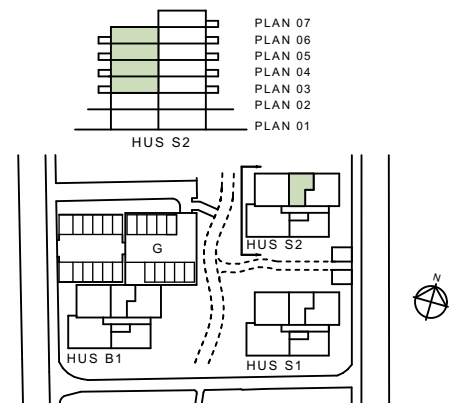 PLAN 07
PLAN 06
PLAN 05
PLAN 04
PLAN 03
PLAN 02
PLAN 01
HUS S2
G
HUS S2
N
HUS B1
HUS S1